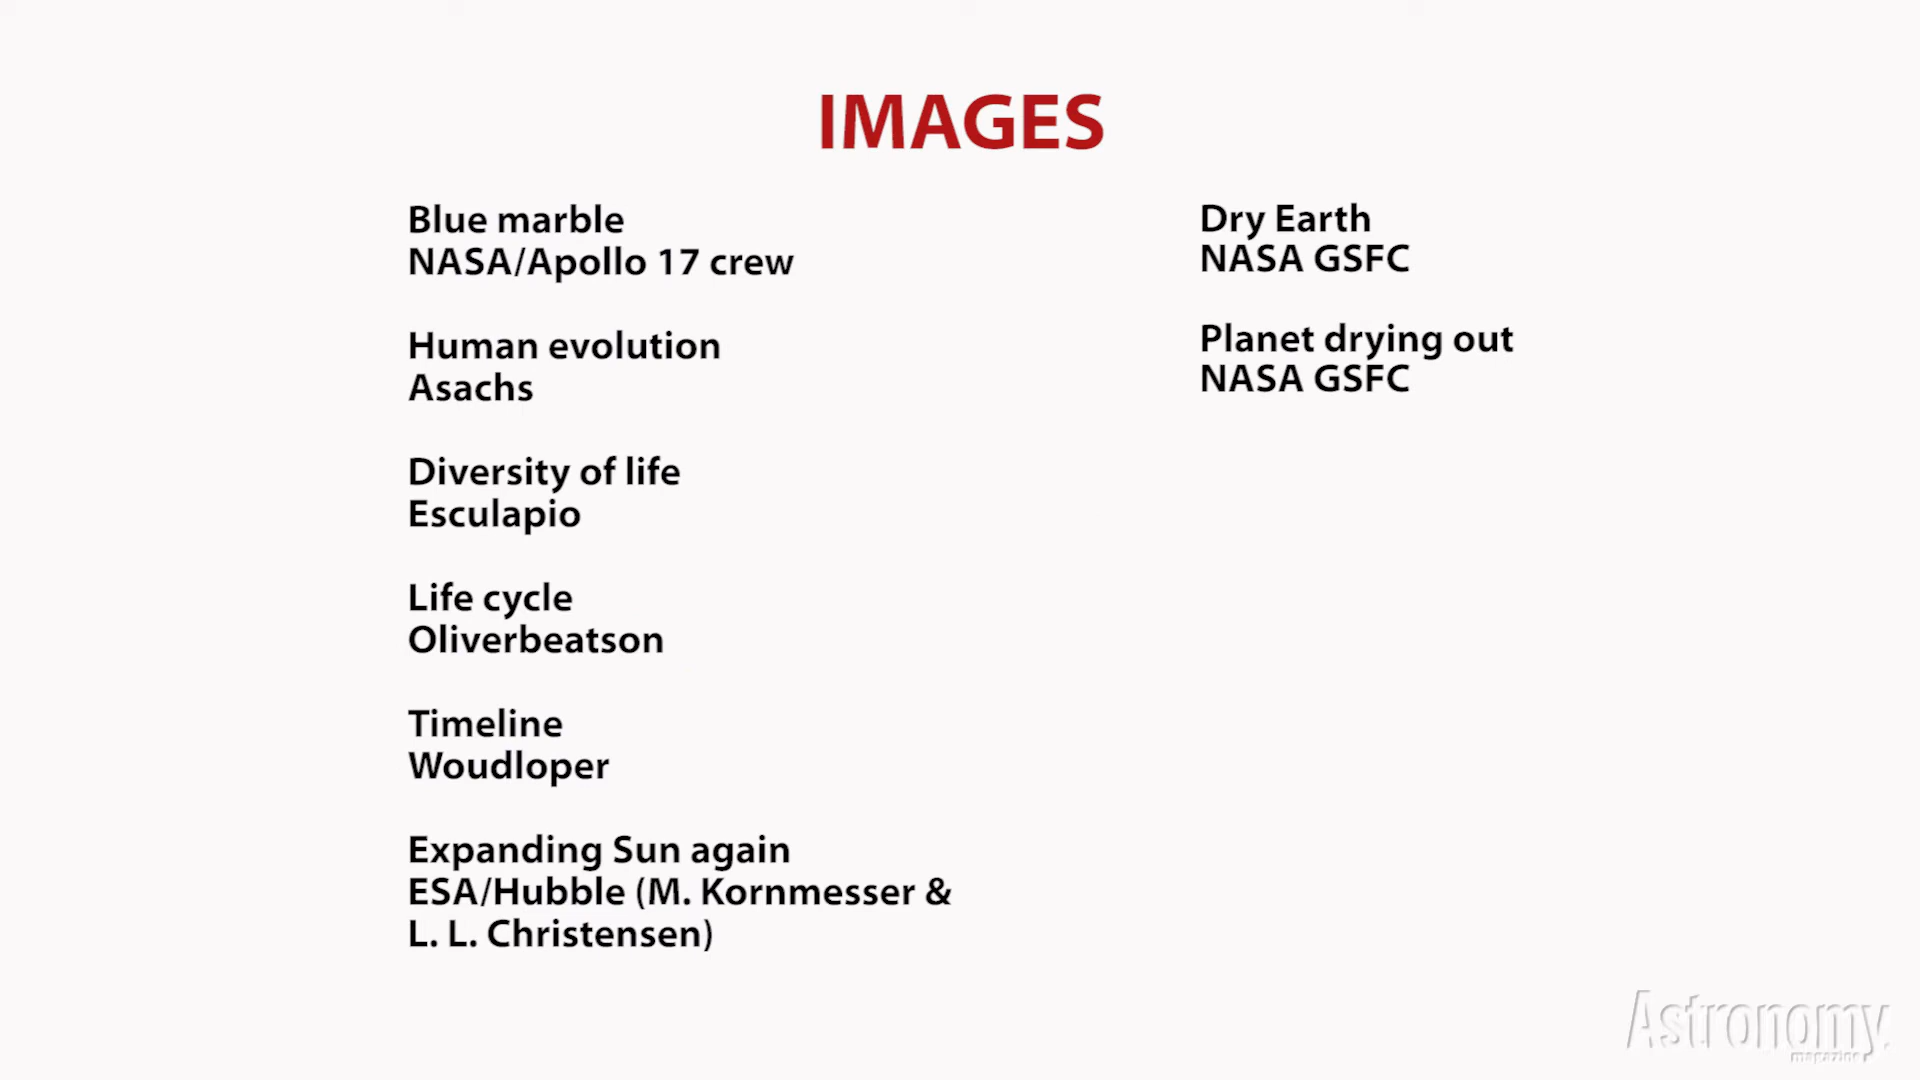 IMAGES
Blue marble
NASA/Apollo 17 crew
Human evolution
Asachs
Diversity of life
Esculapio
Life cycle
Oliverbeatson
Timeline
Woudloper
Expanding Sun again
ESA/Hubble (M. Kornmesser &
L. L. Christensen)
Dry Earth
NASA GSFC
Planet drying out
NASA GSFC
Astronomy
magazine